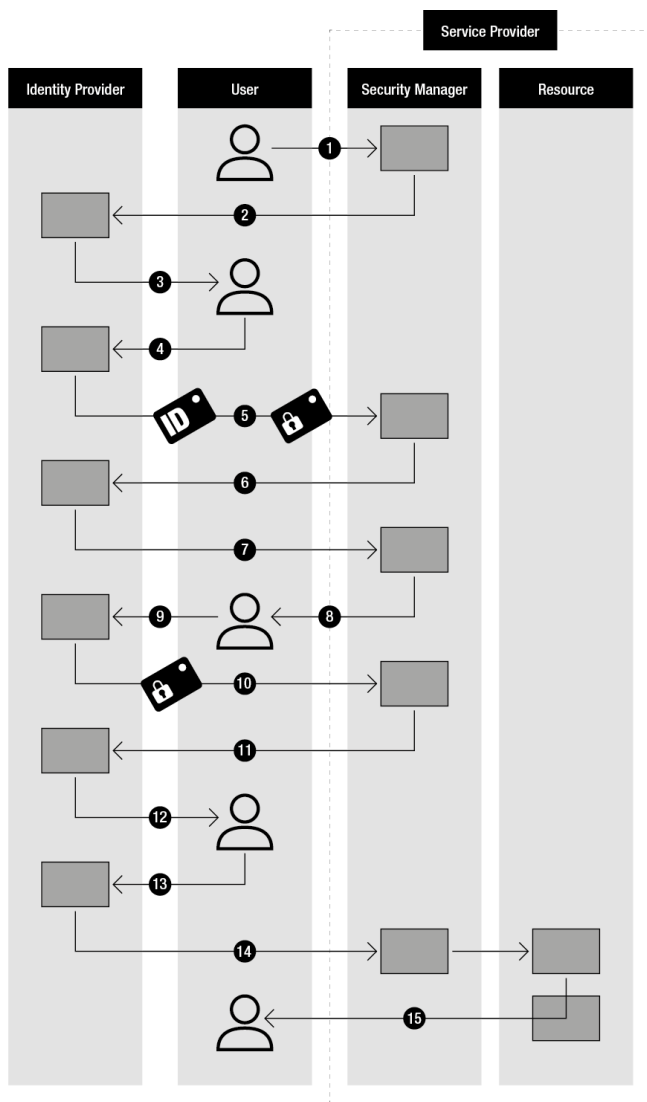 Service Provider
Identity Provider
User
Security Manager
Resource
1
2
3
4
ID
5
6
7
8
9
10
11
12
13
14
15